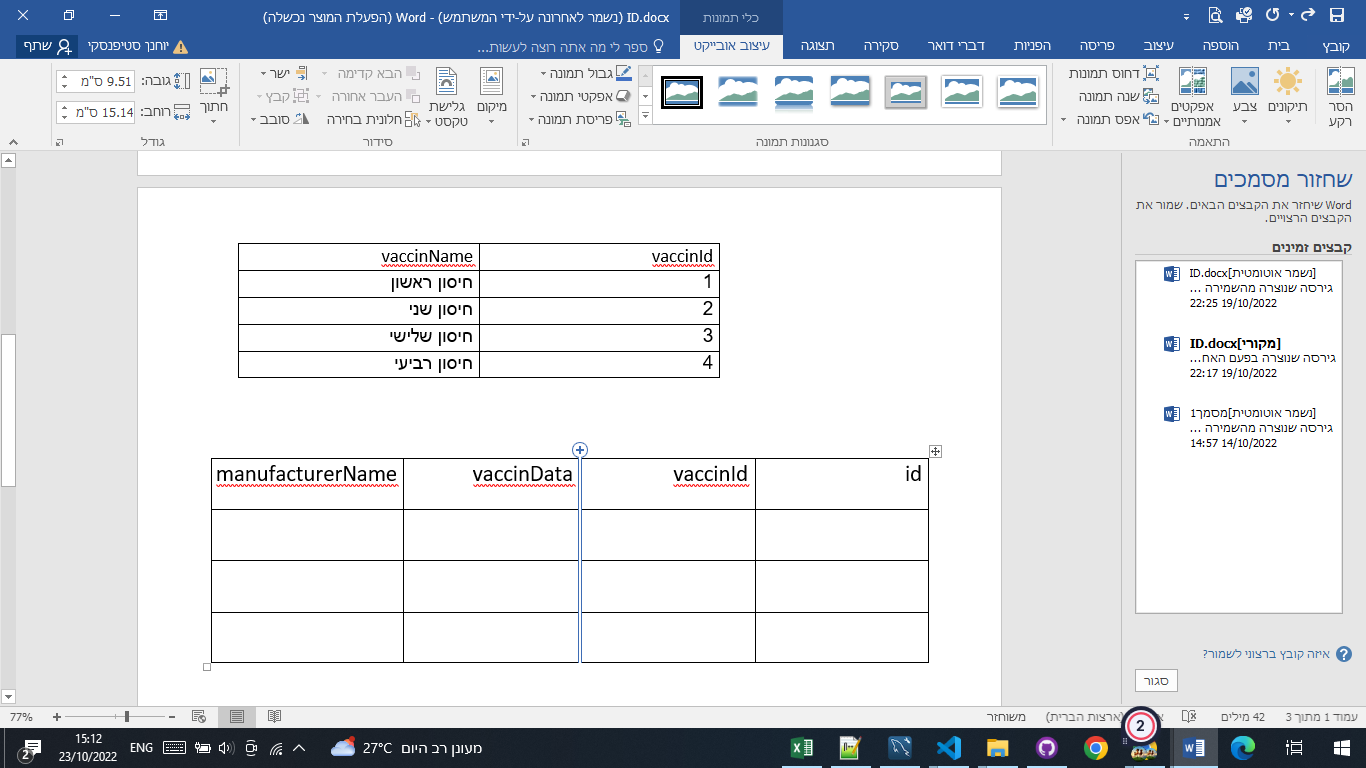 ID.docx (נשמר לאחרונה על-ידי המשתמש) - Word (הפעלת המוצר נכשלה)
כלי תמונות
קובץ בית הוספה עיצוב פריסה הפניות דברי דואר סקירה תצוגה עיצוב אובייקט
ספר לי מה אתה רוצה לעשות...
יוחנן סטיפנסקי
שתף
הסר רקע
תיקונים
צבע
אפקטים אמנותיים
דחוס תמונות
שנה תמונה
אפס תמונה
התאמה
סגנונות תמונה
גבול תמונה
אפקטי תמונה
פריסת תמונה
מיקום
גלישת טקסט
הבא קדימה
העבר אחורה
חלונית בחירה
ישר
קבץ
סובב
סידור
חתוך
גובה: 9.51 ס"מ
רוחב: 15.14 ס"מ
גודל
שחזור מסמכים
Word שיחזר את הקבצים הבאים. שמור את
הקבצים הרצויים.
קבצים זמינים
ID.docx[נשמר אוטומטית]
גירסה שנוצרה מהשמירה ...
22:25 19/10/2022
ID.docx[מקורי]
גירסה שנוצרה בפעם האח...
22:17 19/10/2022
מסמך1[נשמר אוטומטית]
גירסה שנוצרה מהשמירה ...
14:57 14/10/2022
איזה קובץ ברצוני לשמור?
סגור
vaccinId vaccinName
1 חיסון ראשון
2 חיסון שני
3 חיסון שלישי
4 חיסון רביעי
id vaccinId vaccinData manufacturerName
עמוד 1 מתוך 3
42 מילים
(ארצות הברית)
משוחזר
77%
2
מעונן רב היום 27°C
ENG
15:12
23/10/2022
2